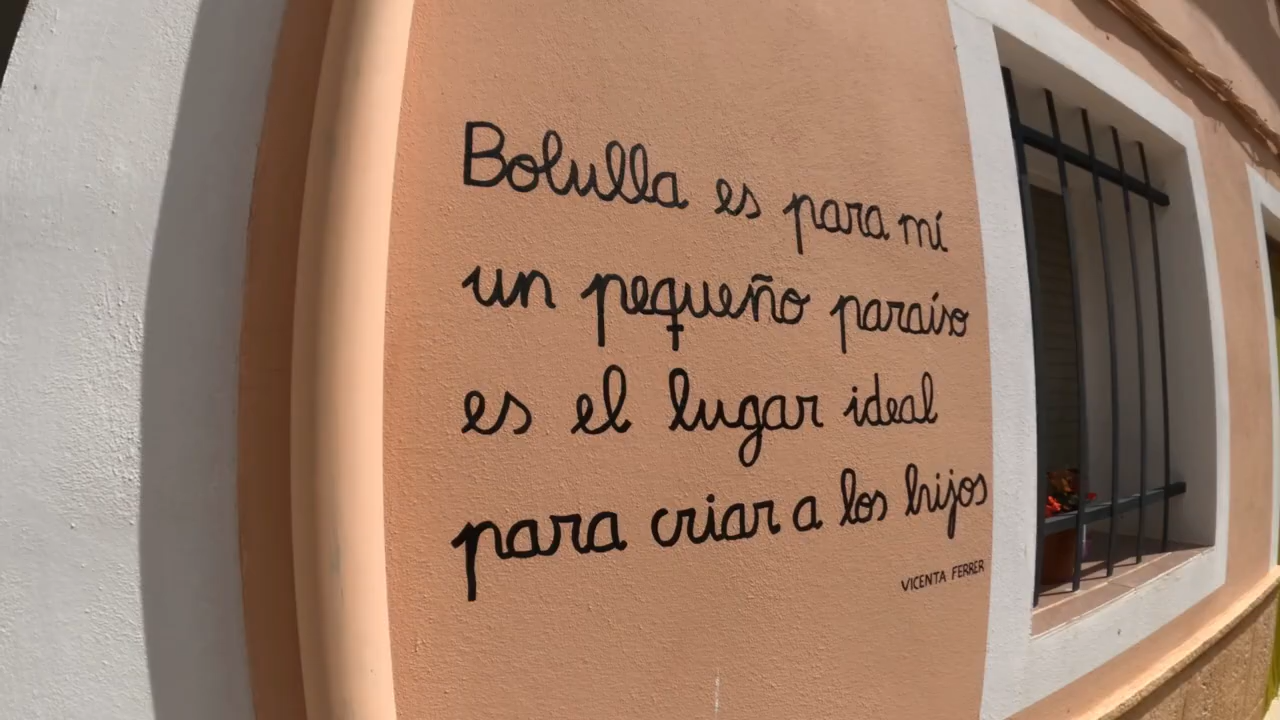 Bolulla es para mí
un pequeño paraíso
es el lugar ideal
para criar a los hijos
VICENTA FERRER